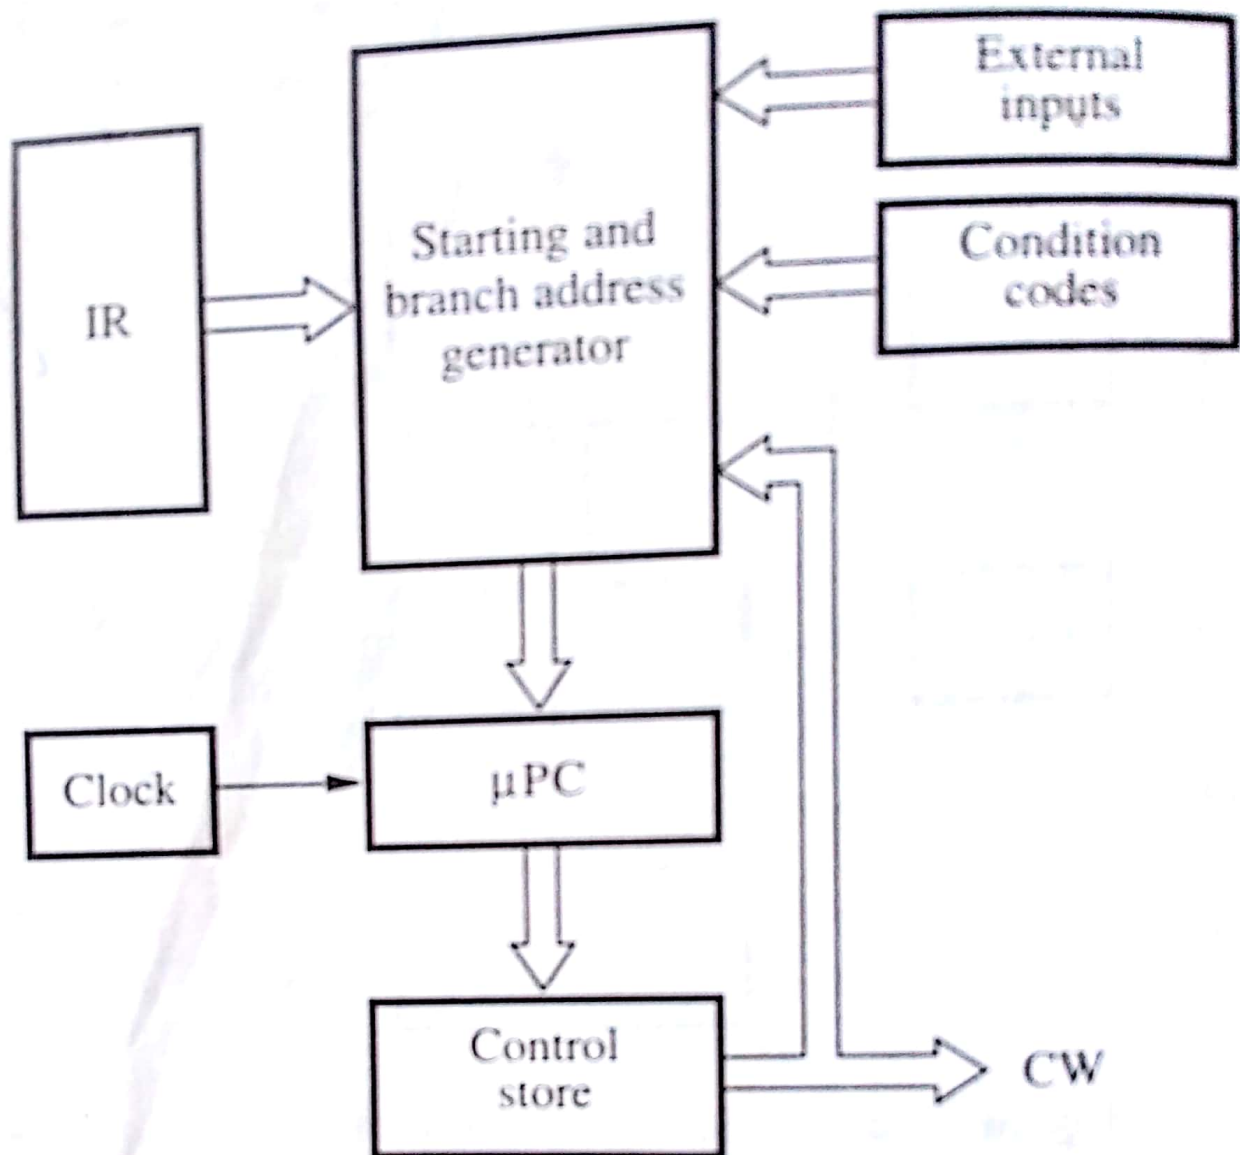 External
inputs
Condition
codes
IR
Starting and
branch address
generator
Clock
μPC
Control
store
CW